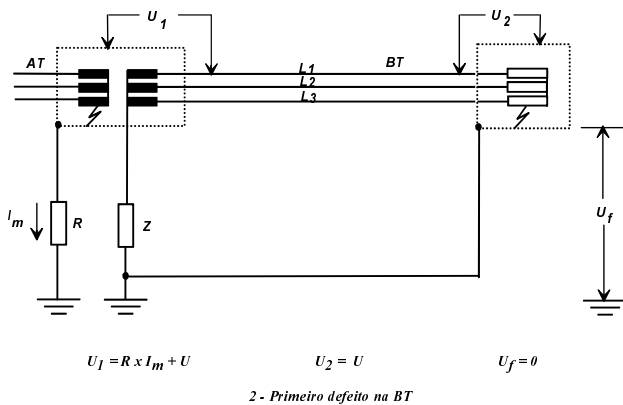 U1
U2
AT
L1
BT
L2
L3
Im
R
Z
Uf
U1 = R x Im + U
U2 = U
Uf = 0
2 - Primeiro defeito na BT